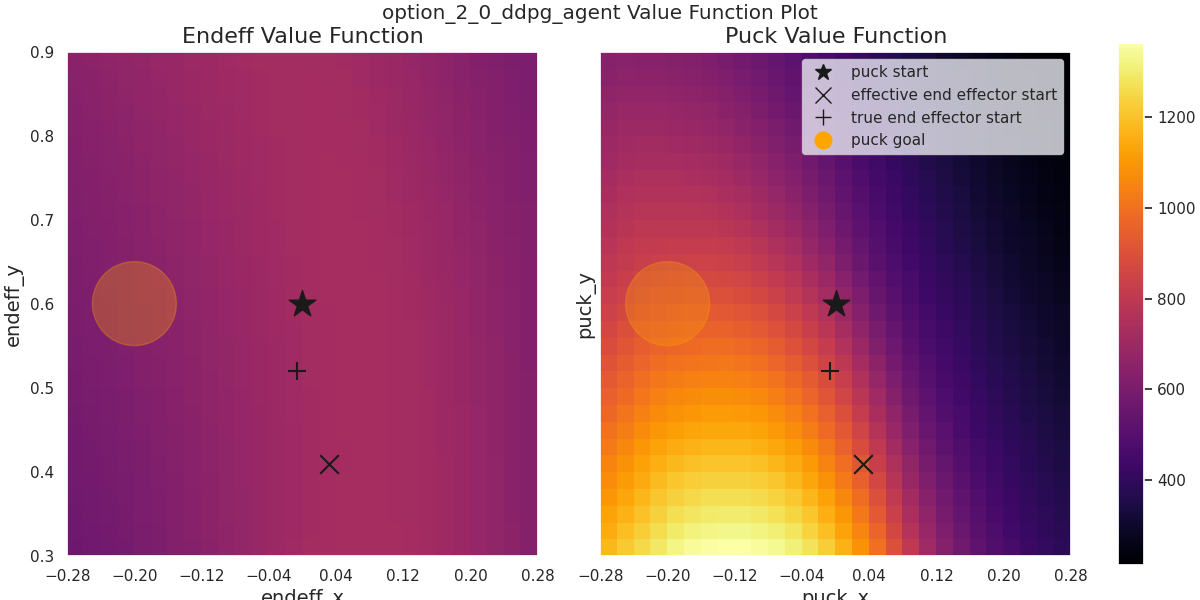 option_2_0_ddpg_agent Value Function Plot
Endeff Value Function
Puck Value Function
puck start
effective end effector start
true end effector start
puck goal
0.9
0.8
0.7
0.6
0.5
0.4
0.3
endeff_y
−0.28 −0.20 −0.12 −0.04 0.04 0.12 0.20 0.28
endeff_x
puck_y
−0.28 −0.20 −0.12 −0.04 0.04 0.12 0.20 0.28
puck_x
1200
1000
800
600
400